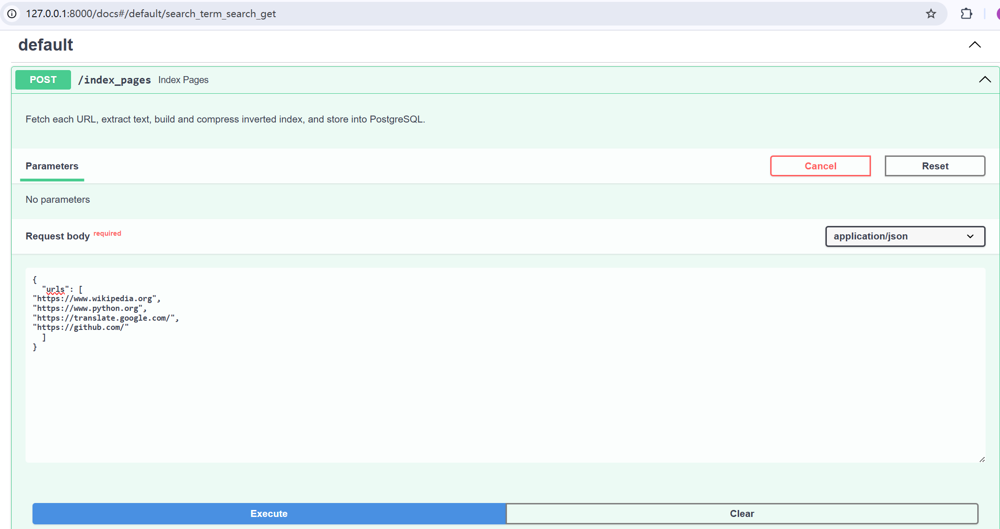 127.0.0.1:8000/docs#/default/search_term_search_get
default
POST /index_pages Index Pages
Fetch each URL, extract text, build and compress inverted index, and store into PostgreSQL.
Parameters
Cancel
Reset
No parameters
Request body required
application/json
{
  "urls": [
"https://www.wikipedia.org",
"https://www.python.org",
"https://translate.google.com/",
"https://github.com/"
  ]
}
Execute
Clear